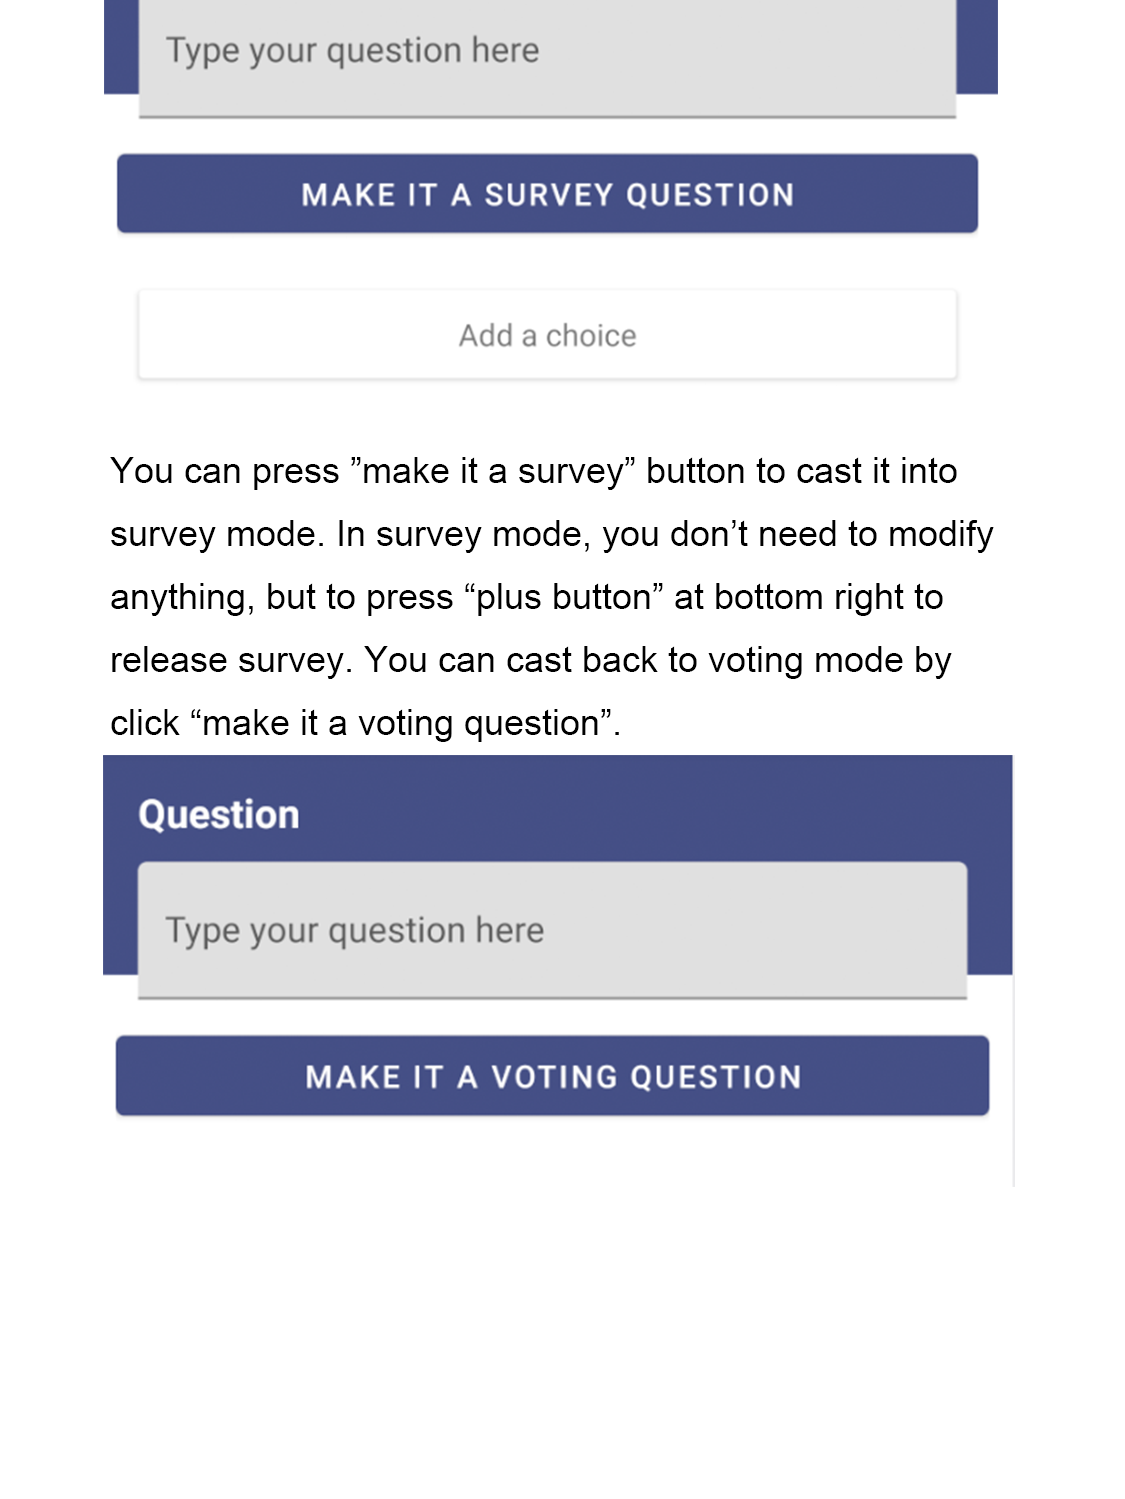 Type your question here
MAKE IT A SURVEY QUESTION
Add a choice
You can press ”make it a survey” button to cast it into
survey mode. In survey mode, you don’t need to modify
anything, but to press “plus button” at bottom right to
release survey. You can cast back to voting mode by
click “make it a voting question”.
Question
Type your question here
MAKE IT A VOTING QUESTION